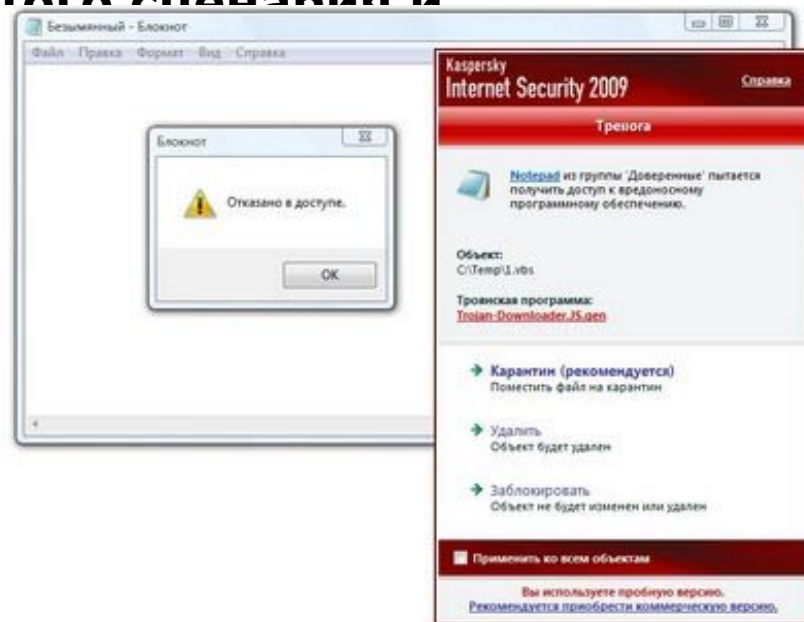 того сценария и
Безымянный - Блокнот
Файл Правка Формат Вид Справка
Блокнот
Отказано в доступе.
OK
Kaspersky
Internet Security 2009
Справка
Тревога
Notepad из группы 'Доверенные' пытается
получить доступ к вредоносному
программному обеспечению.
Объект:
C:\Temp\1.vbs
Троянская программа:
Trojan-Downloader.JS.gen
Карантин (рекомендуется)
Поместить файл на карантин
Удалить
Объект будет удален
Заблокировать
Объект не будет изменен или удален
Применить ко всем объектам
Вы используете пробную версию.
Рекомендуется приобрести коммерческую версию.